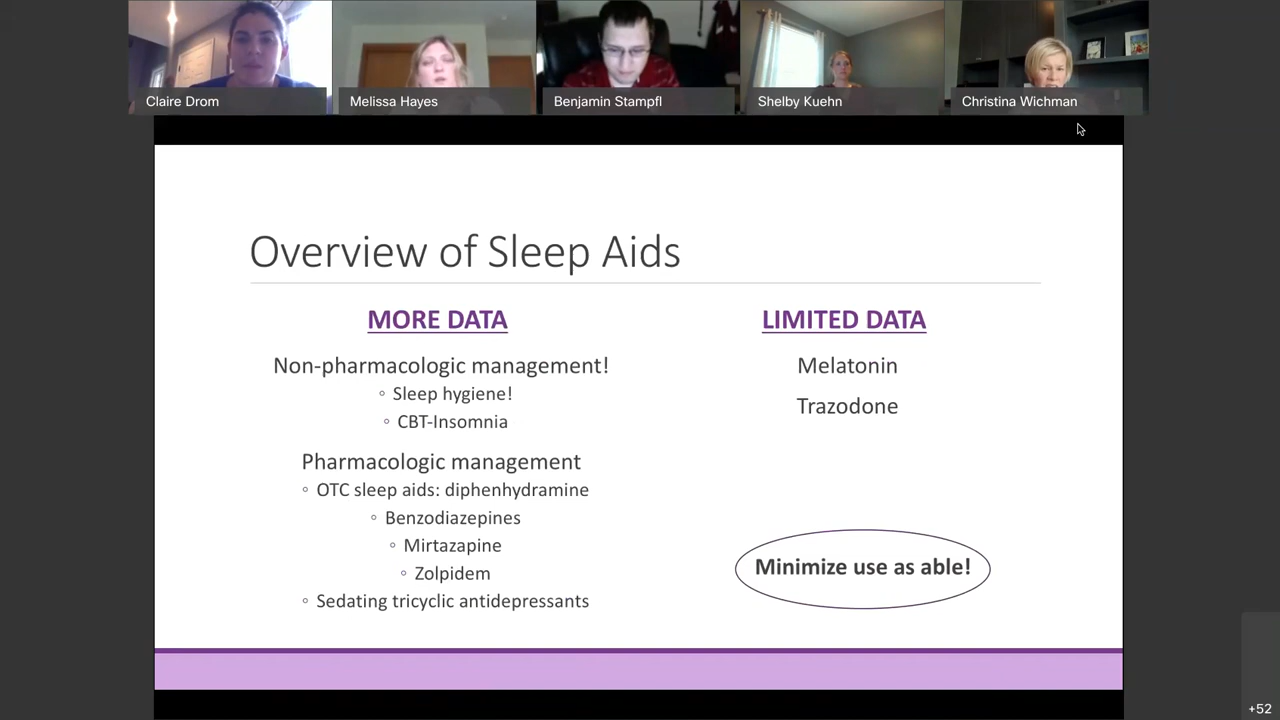 Claire Drom
Melissa Hayes
Benjamin Stampfl
Shelby Kuehn
Christina Wichman
Overview of Sleep Aids
MORE DATA
Non-pharmacologic management!
◦ Sleep hygiene!
◦ CBT-Insomnia
Pharmacologic management
◦ OTC sleep aids: diphenhydramine
◦ Benzodiazepines
◦ Mirtazapine
◦ Zolpidem
◦ Sedating tricyclic antidepressants
LIMITED DATA
Melatonin
Trazodone
Minimize use as able!
+52